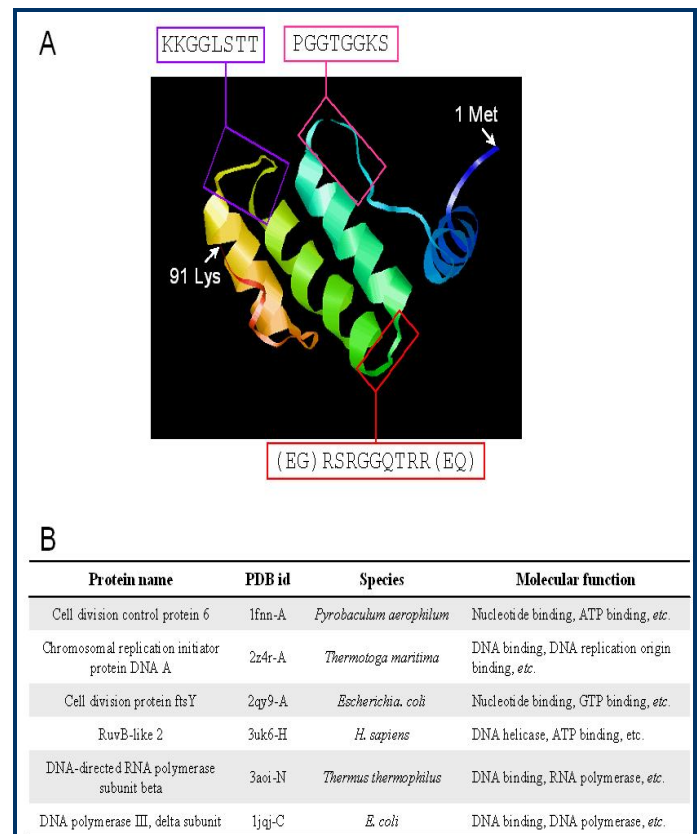 A
KKGGLSTT
PGGTGGKS
1 Met
91 Lys
(EG)RSRGGQTRR(EQ)
B
Protein name PDB id Species Molecular function
Cell division control protein 6 1fnn-A Pyrobaculum aerophilum Nucleotide binding, ATP binding, etc.
Chromosomal replication initiator
protein DNA A 2z4r-A Thermotoga maritima DNA binding, DNA replication origin
binding, etc.
Cell division protein ftsY 2qy9-A Escherichia. coli Nucleotide binding, GTP binding, etc.
RuvB-like 2 3uk6-H H. sapiens DNA helicase, ATP binding, etc.
DNA-directed RNA polymerase
subunit beta 3aoi-N Thermus thermophilus DNA binding, RNA polymerase, etc.
DNA polymerase III, delta subunit 1jqj-C E. coli DNA binding, DNA polymerase, etc.